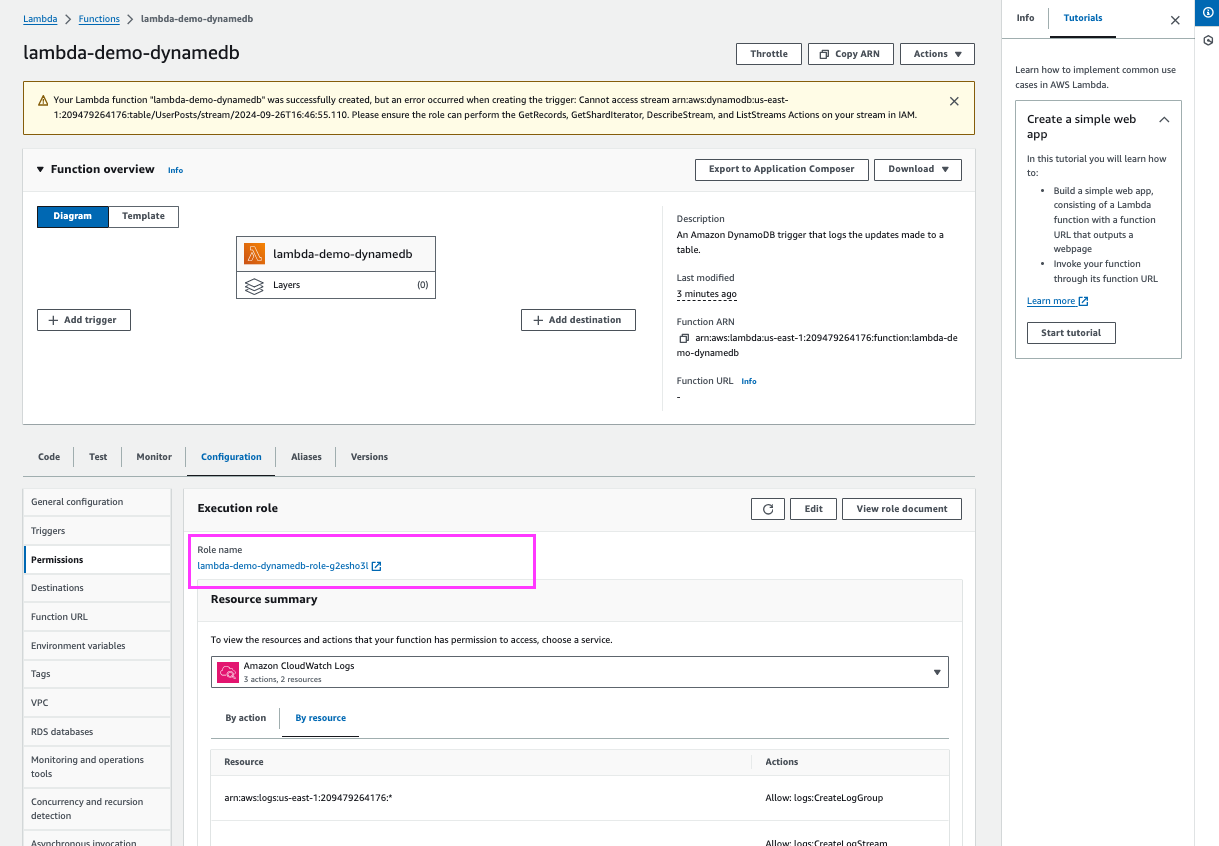 Lambda > Functions > lambda-demo-dynamedb
lambda-demo-dynamedb
Throttle
Copy ARN
Actions
Your Lambda function "lambda-demo-dynamedb" was successfully created, but an error occurred when creating the trigger: Cannot access stream arn:aws:dynamodb:us-east-
1:209479264176:table/UserPosts/stream/2024-09-26T16:46:55.110. Please ensure the role can perform the GetRecords, GetShardIterator, DescribeStream, and ListStreams Actions on your stream in IAM.
Function overview Info
Export to Application Composer
Download
Diagram
Template
lambda-demo-dynamedb
Layers (0)
Add trigger
Add destination
Description
An Amazon DynamoDB trigger that logs the updates made to a
table.
Last modified
3 minutes ago
Function ARN
arn:aws:lambda:us-east-1:209479264176:function:lambda-de
mo-dynamedb
Function URL Info
-
Code
Test
Monitor
Configuration
Aliases
Versions
General configuration
Triggers
Permissions
Destinations
Function URL
Environment variables
Tags
VPC
RDS databases
Monitoring and operations
tools
Concurrency and recursion
detection
Asynchronous invocation
Execution role
Edit
View role document
Role name
lambda-demo-dynamedb-role-g2esho3l
Resource summary
To view the resources and actions that your function has permission to access, choose a service.
Amazon CloudWatch Logs
3 actions, 2 resources
By action
By resource
Resource
Actions
arn:aws:logs:us-east-1:209479264176:*
Allow: logs:CreateLogGroup
Allow: logs:CreateLogStream
Info
Tutorials
Learn how to implement common use
cases in AWS Lambda.
Create a simple web
app
In this tutorial you will learn how
to:
• Build a simple web app,
consisting of a Lambda
function with a function
URL that outputs a
webpage
• Invoke your function
through its function URL
Learn more
Start tutorial